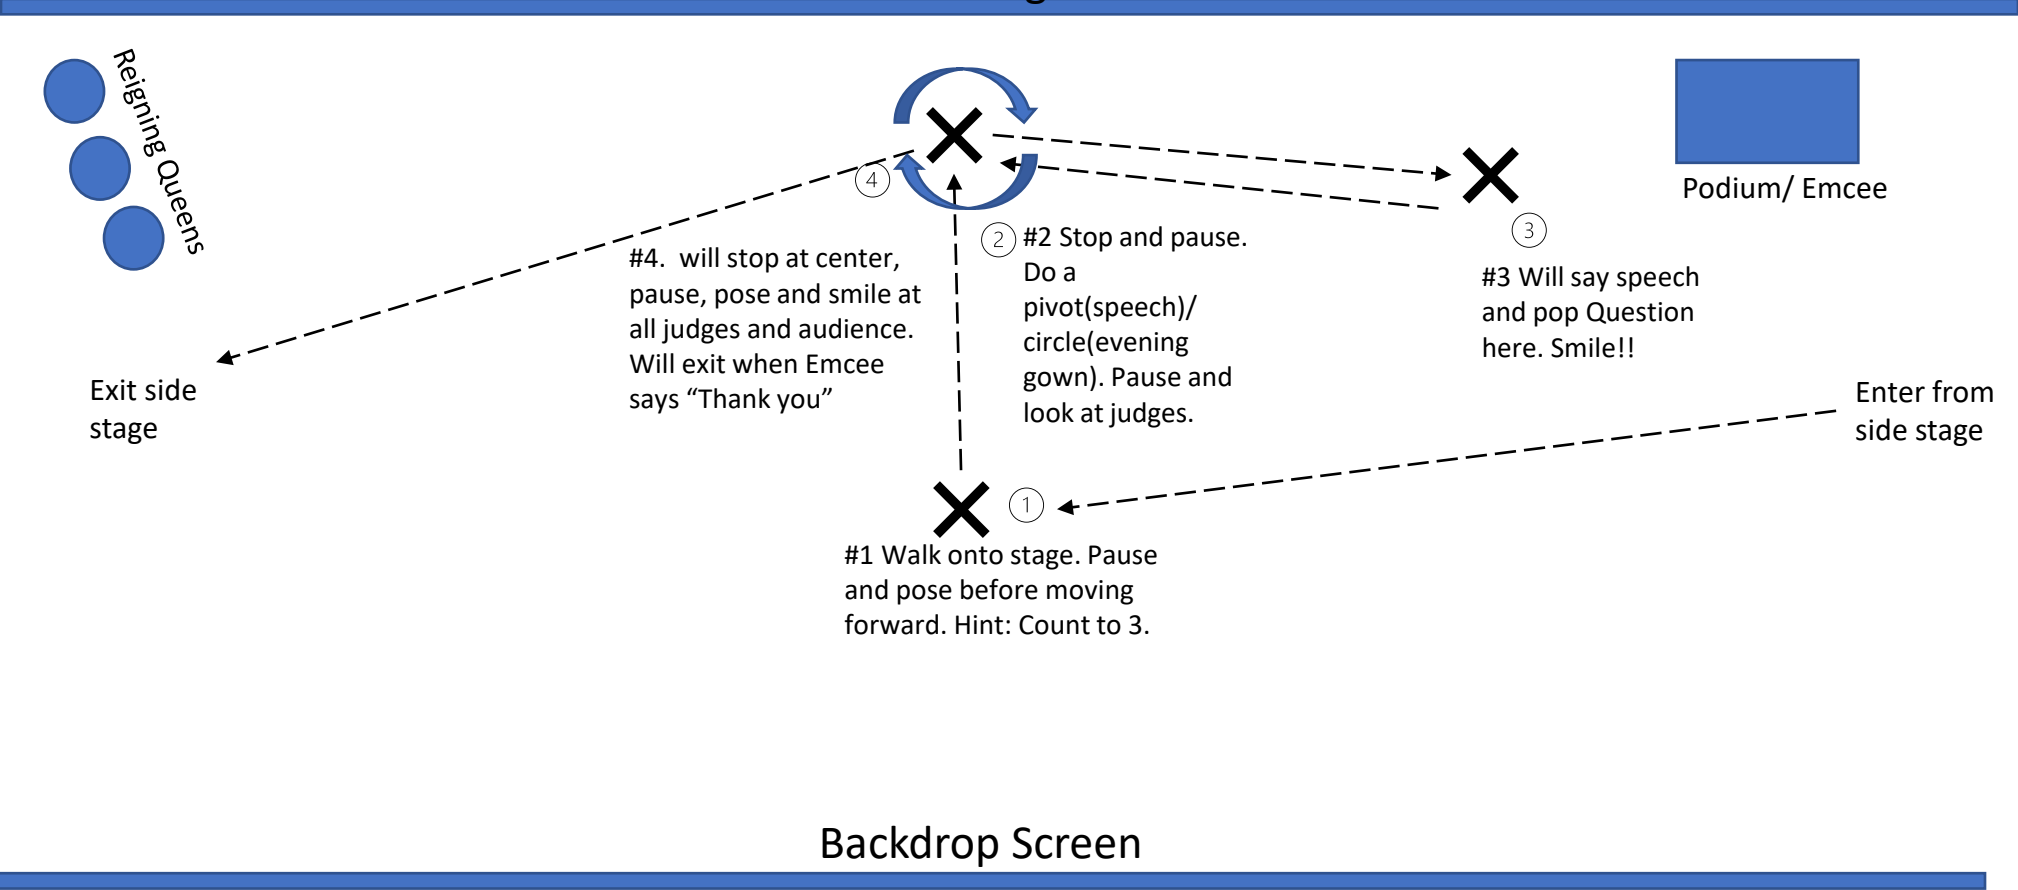 Reigning Queens
Podium/ Emcee
4
2
3
#2 Stop and pause.
Do a
pivot(speech)/
circle(evening
gown). Pause and
look at judges.
#4.  will stop at center,
pause, pose and smile at
all judges and audience.
Will exit when Emcee
says “Thank you”
#3 Will say speech
and pop Question
here. Smile!!
Exit side
stage
Enter from
side stage
1
#1 Walk onto stage. Pause
and pose before moving
forward. Hint: Count to 3.
Backdrop Screen